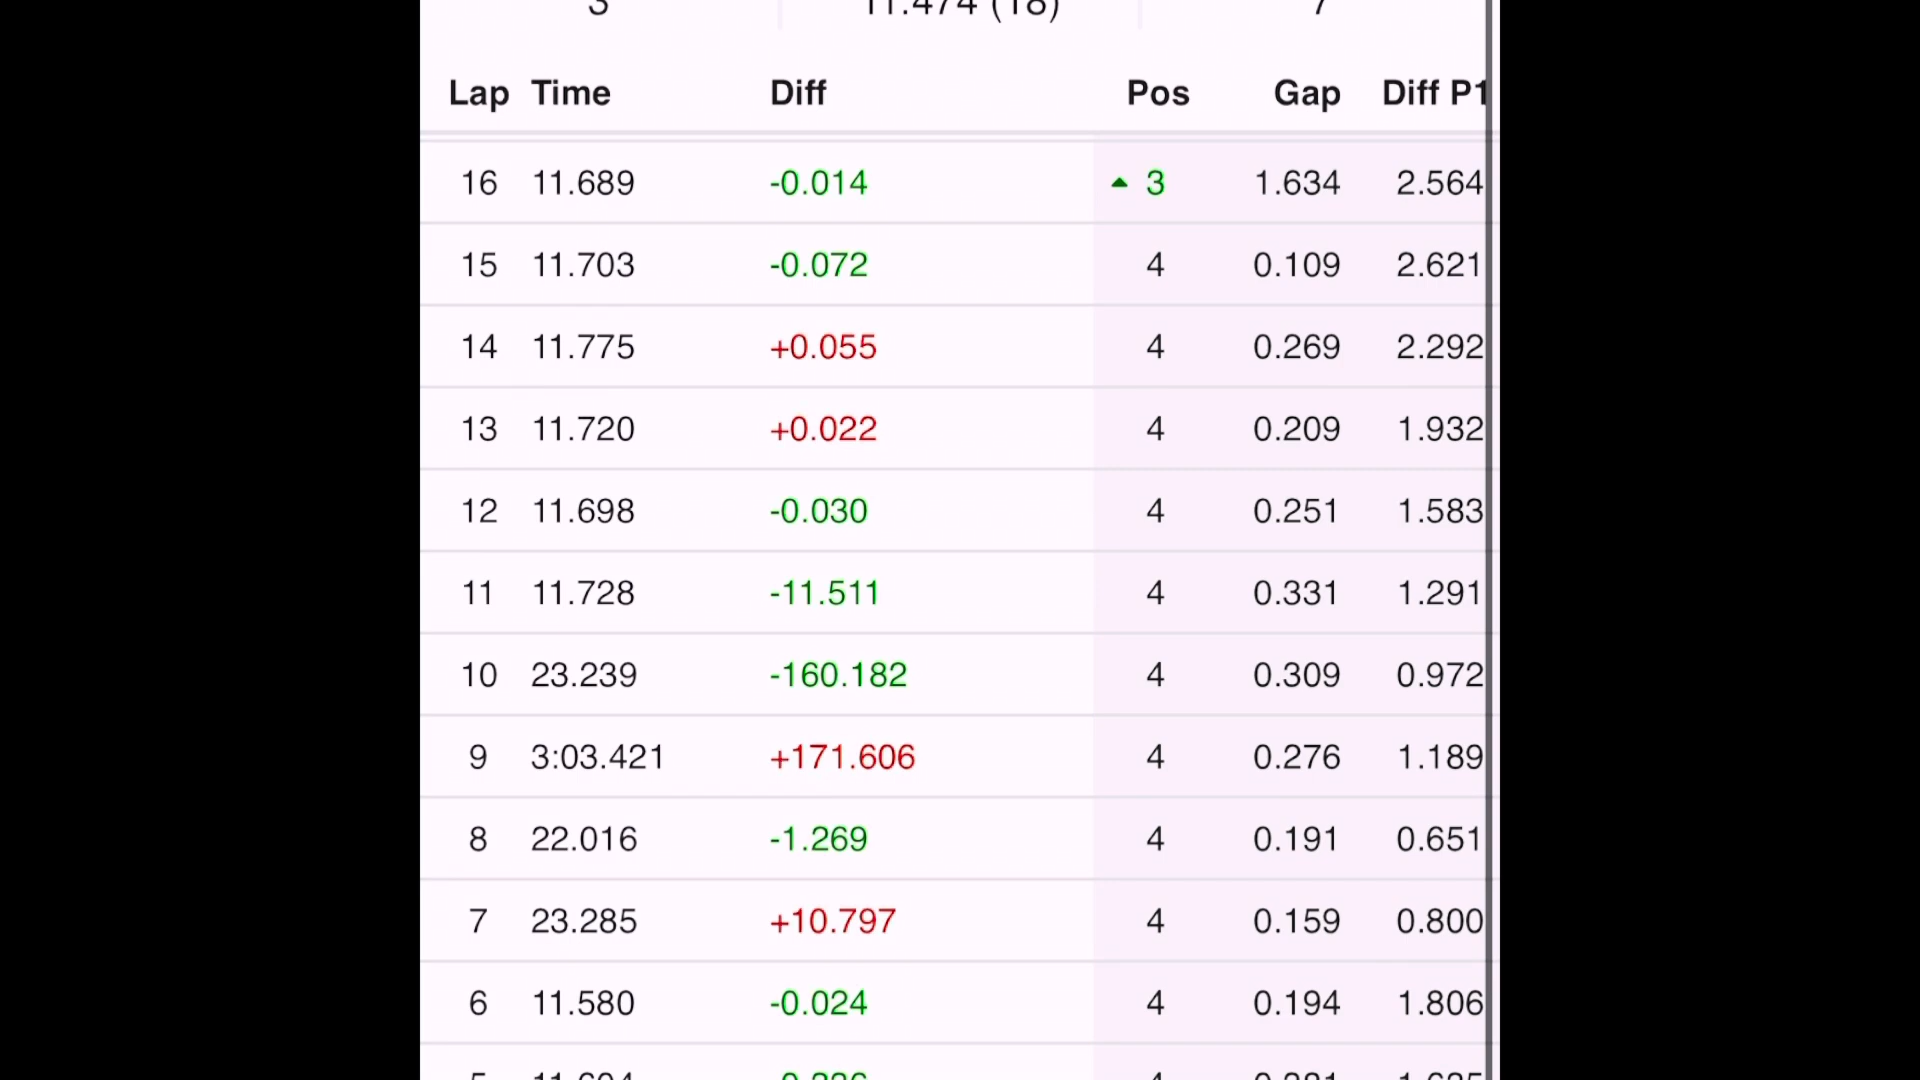 3 11.474 (18) 7
Lap Time Diff Pos Gap Diff P1
16 11.689 -0.014 ▲ 3 1.634 2.564
15 11.703 -0.072 4 0.109 2.621
14 11.775 +0.055 4 0.269 2.292
13 11.720 +0.022 4 0.209 1.932
12 11.698 -0.030 4 0.251 1.583
11 11.728 -11.511 4 0.331 1.291
10 23.239 -160.182 4 0.309 0.972
9 3:03.421 +171.606 4 0.276 1.189
8 22.016 -1.269 4 0.191 0.651
7 23.285 +10.797 4 0.159 0.800
6 11.580 -0.024 4 0.194 1.806